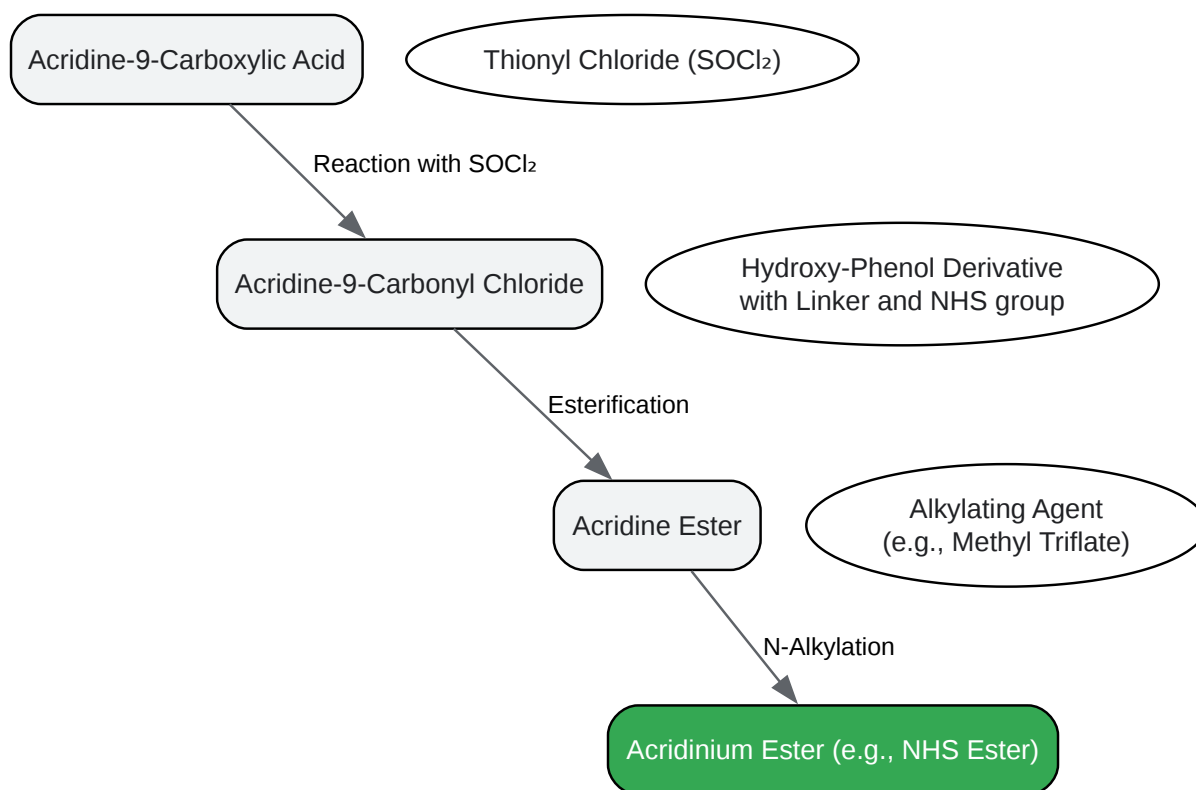 Acridine-9-Carboxylic Acid
Thionyl Chloride (SOCl₂)
Reaction with SOCl₂
Acridine-9-Carbonyl Chloride
Hydroxy-Phenol Derivative
with Linker and NHS group
Esterification
Acridine Ester
Alkylating Agent
(e.g., Methyl Triflate)
N-Alkylation
Acridinium Ester (e.g., NHS Ester)